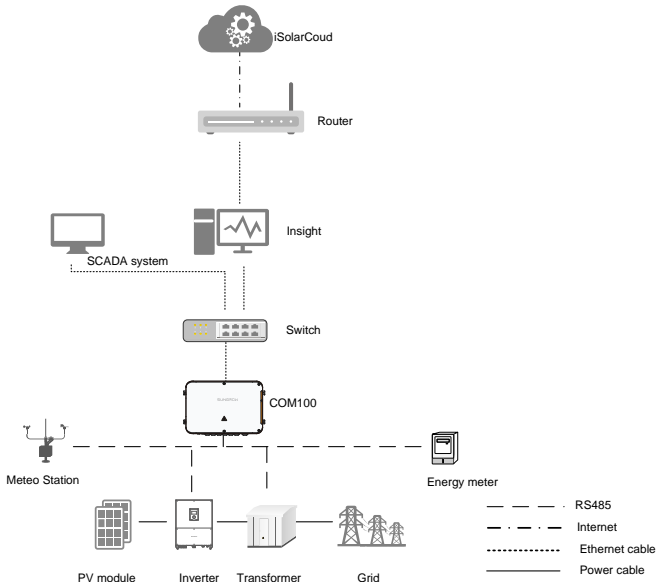 iSolarCoud
Router
Insight
SCADA system
Switch
SUNGROW
COM100
Meteo Station
Energy meter
RS485
Internet
Ethernet cable
Power cable
PV module
Inverter
Transformer
Grid